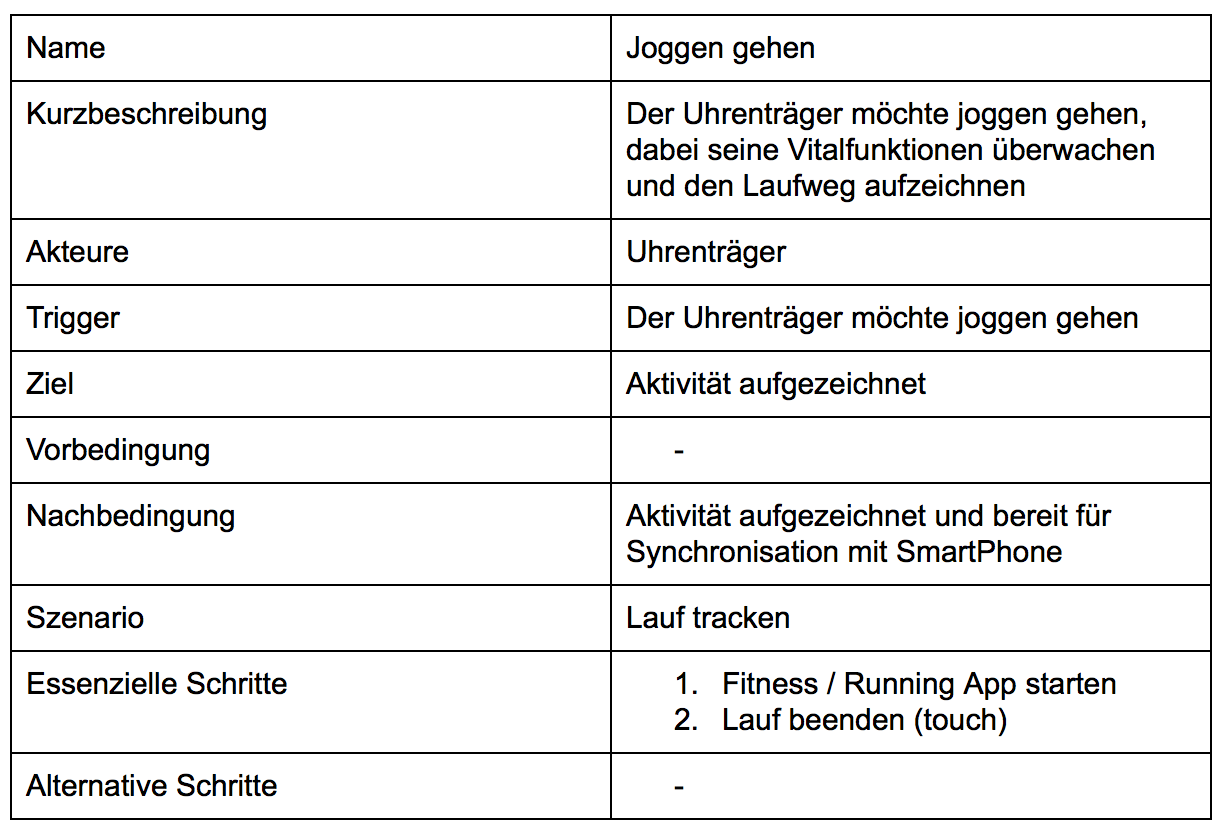 Name
Joggen gehen
Kurzbeschreibung
Der Uhrenträger möchte joggen gehen,
dabei seine Vitalfunktionen überwachen
und den Laufweg aufzeichnen
Akteure
Uhrenträger
Trigger
Der Uhrenträger möchte joggen gehen
Ziel
Aktivität aufgezeichnet
Vorbedingung
-
Nachbedingung
Aktivität aufgezeichnet und bereit für
Synchronisation mit SmartPhone
Szenario
Lauf tracken
Essenzielle Schritte
1. Fitness / Running App starten
2. Lauf beenden (touch)
Alternative Schritte
-